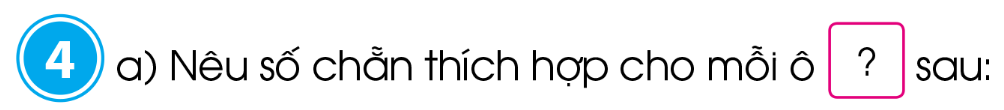 4 a) Nêu số chẵn thích hợp cho mỗi ô ? sau: